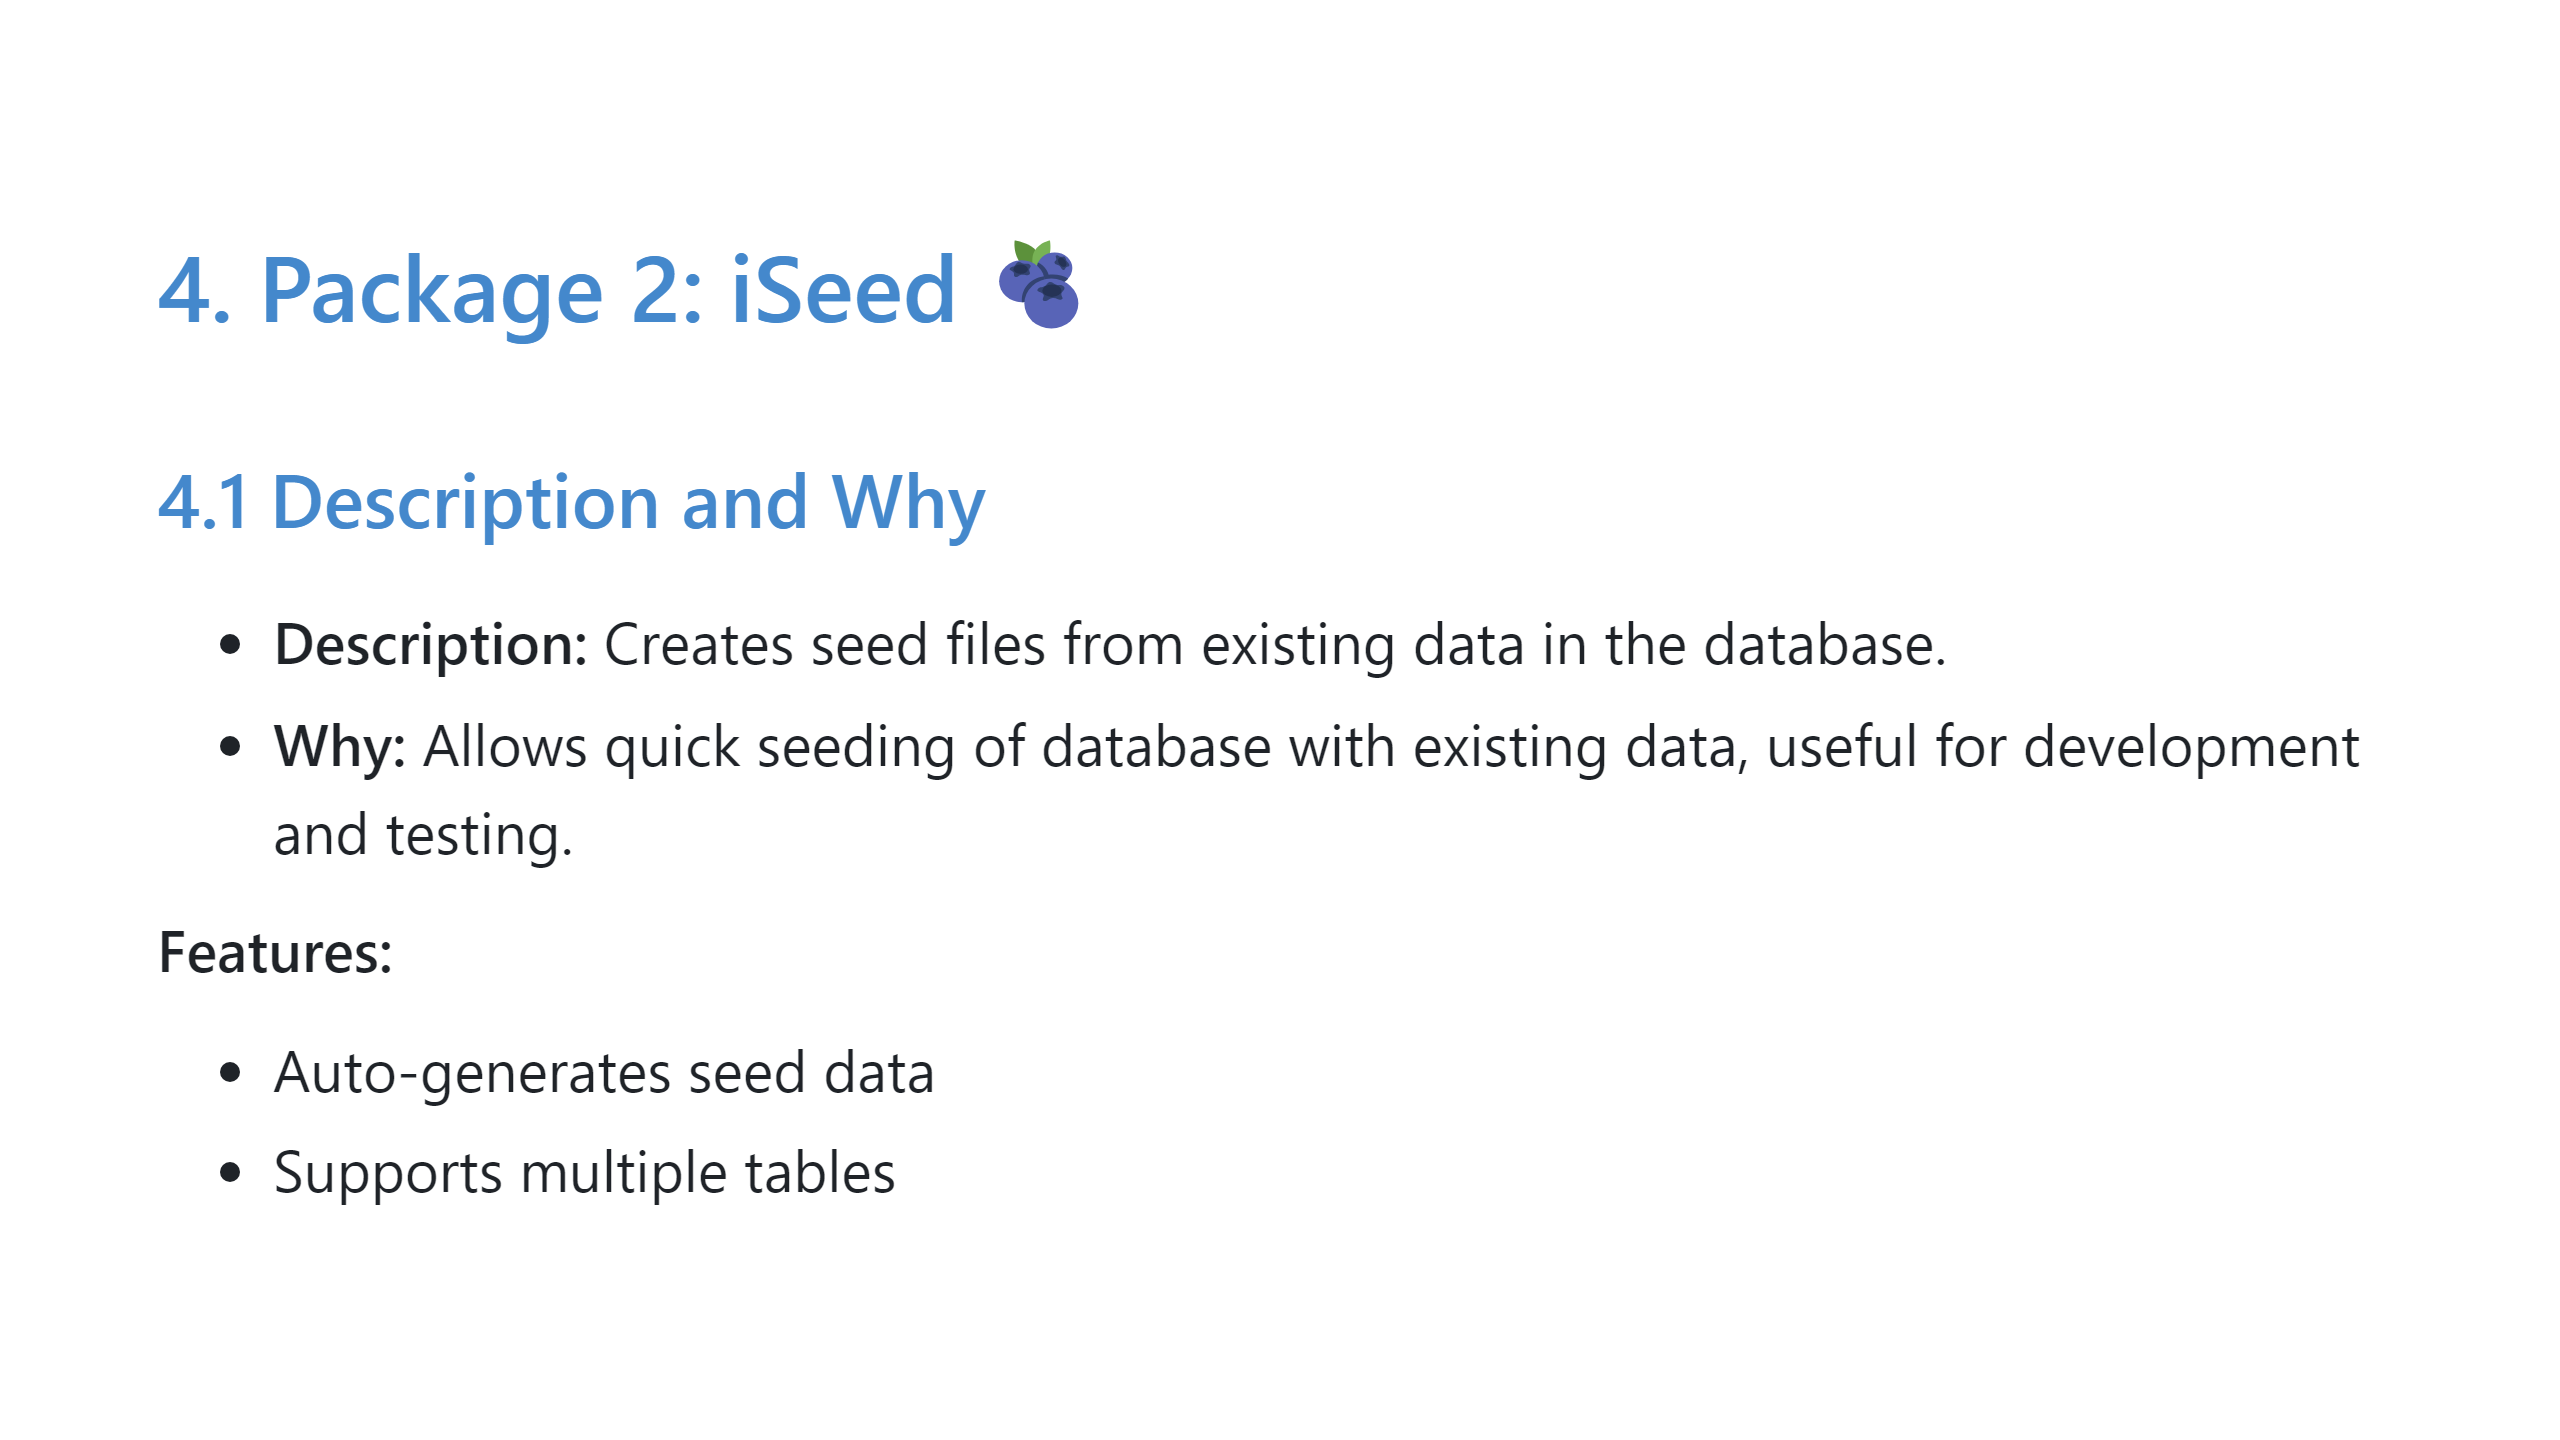 4. Package 2: iSeed 🫐
4.1 Description and Why
• Description: Creates seed files from existing data in the database.
• Why: Allows quick seeding of database with existing data, useful for development
and testing.
Features:
• Auto-generates seed data
• Supports multiple tables